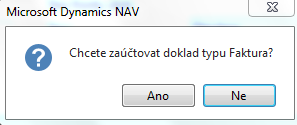 Microsoft Dynamics NAV
Chcete zaúčtovat doklad typu Faktura?
Ano
Ne